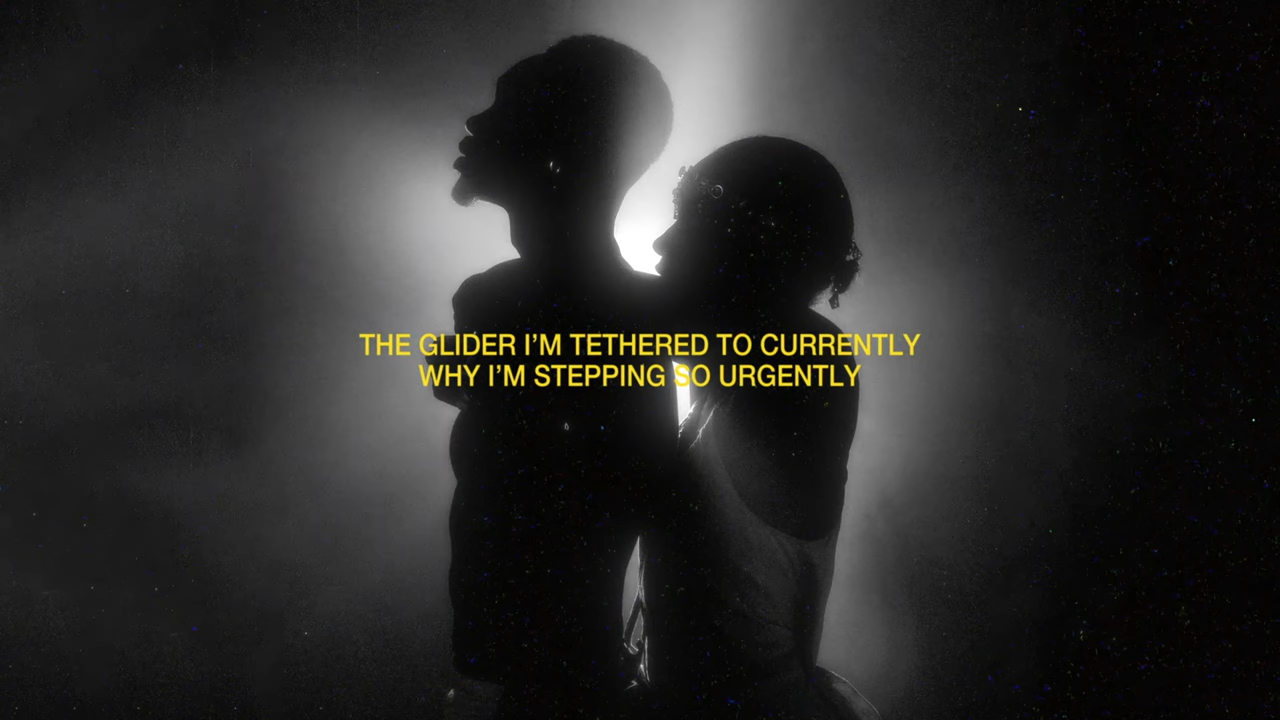 THE GLIDER I'M TETHERED TO CURRENTLY
WHY I'M STEPPING SO URGENTLY